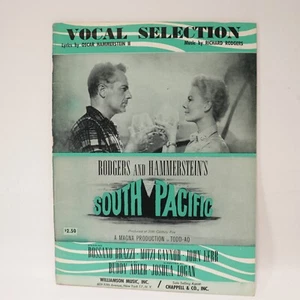 VOCAL SELECTION
Lyrics by OSCAR HAMMERSTEIN II Music by RICHARD RODGERS
RODGERS AND HAMMERSTEIN'S
SOUTH PACIFIC
$2.50
A MAGNA PRODUCTION TODD-AO
ROSSANO BRAZZI · MITZI GAYNOR · JOHN KERR
BUDDY ADLER · JOSHUA LOGAN
WILLIAMSON MUSIC, INC.
CHAPPELL & CO., INC.